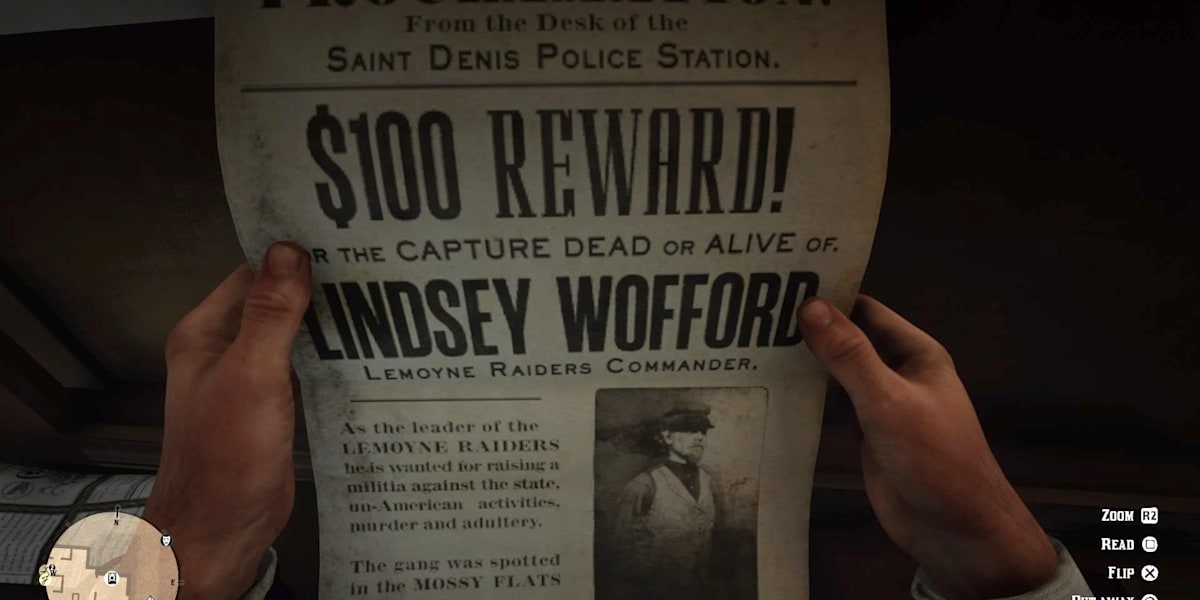 From the Desk of the
SAINT DENIS POLICE STATION.
$100 REWARD!
THE CAPTURE DEAD OR ALIVE OF.
LINDSEY WOFFORD
LEMOYNE RAIDERS COMMANDER.
As the leader of the
LEMOYNE RAIDERS
he is wanted for raising a
militia against the state,
un-American activities,
murder and adultery.
The gang was spotted
in the MOSSY FLATS
N
E
ZOOM R2
READ
FLIP